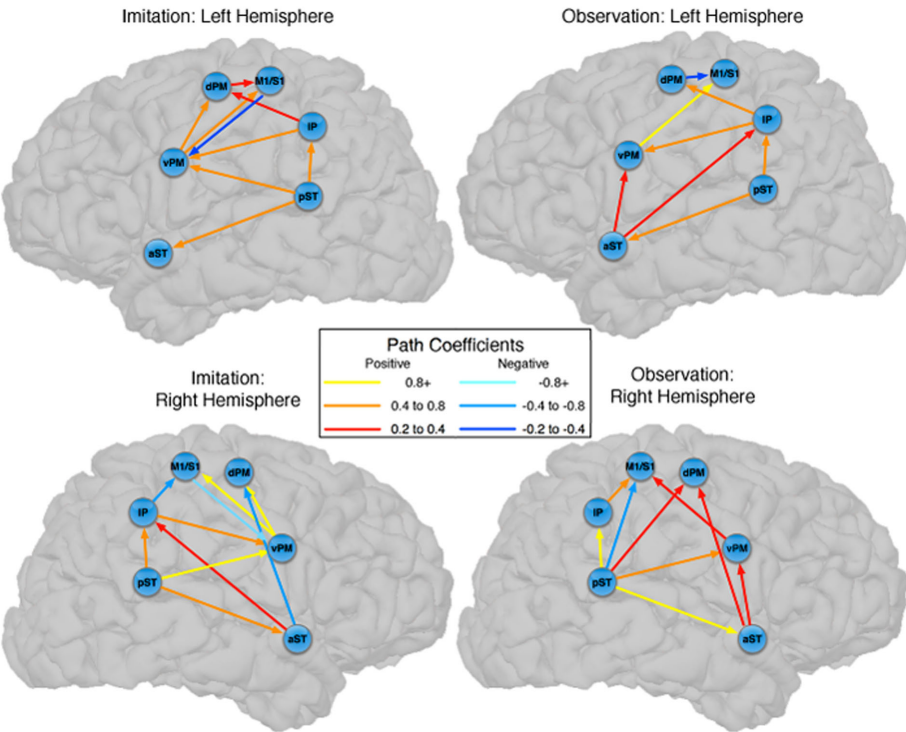 Imitation: Left Hemisphere
Observation: Left Hemisphere
dPM
M1/S1
IP
vPM
pST
aST
dPM
M1/S1
IP
vPM
pST
aST
Path Coefficients
Positive Negative
0.8+ -0.8+
0.4 to 0.8 -0.4 to -0.8
0.2 to 0.4 -0.2 to -0.4
Imitation:
Right Hemisphere
Observation:
Right Hemisphere
M1/S1
dPM
IP
vPM
pST
aST
M1/S1
dPM
IP
vPM
pST
aST